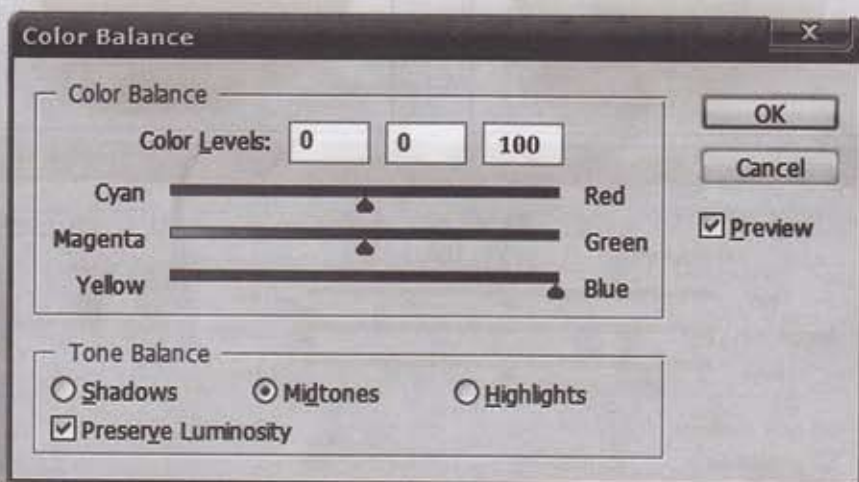 Color Balance
Color Balance
Color Levels: 0 0 100
OK
Cancel
Cyan Red
Preview
Magenta Green
Yellow Blue
Tone Balance
Shadows Midtones Highlights
Preserve Luminosity